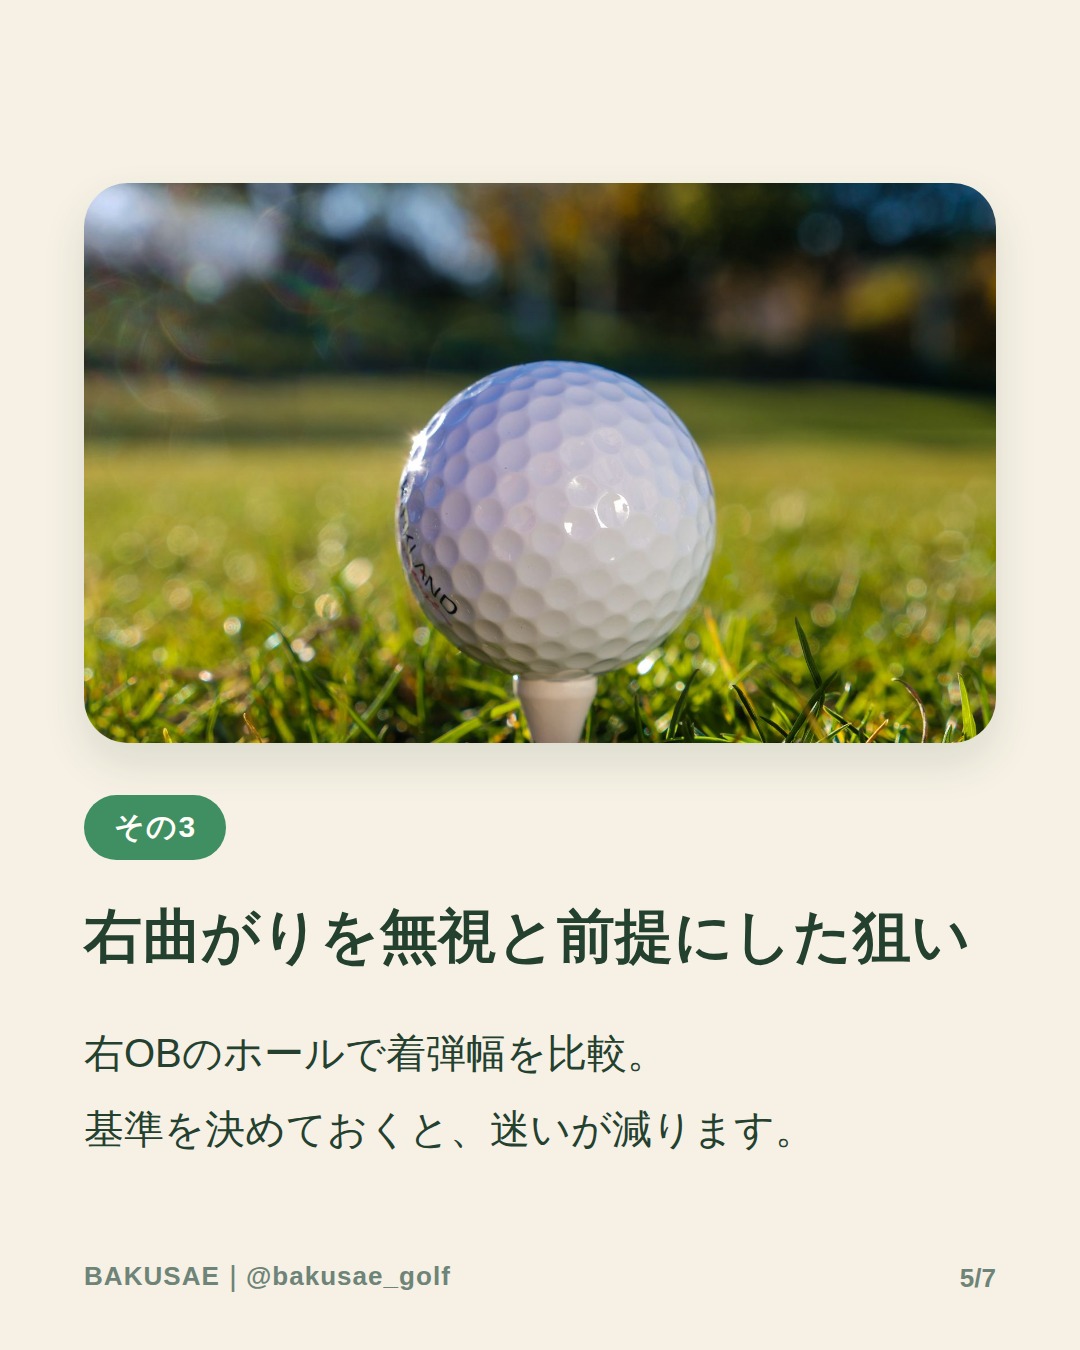 その3
右曲がりを無視と前提にした狙い
右OBのホールで着弾幅を比較。
基準を決めておくと、迷いが減ります。
BAKUSAE｜@bakusae_golf
5/7